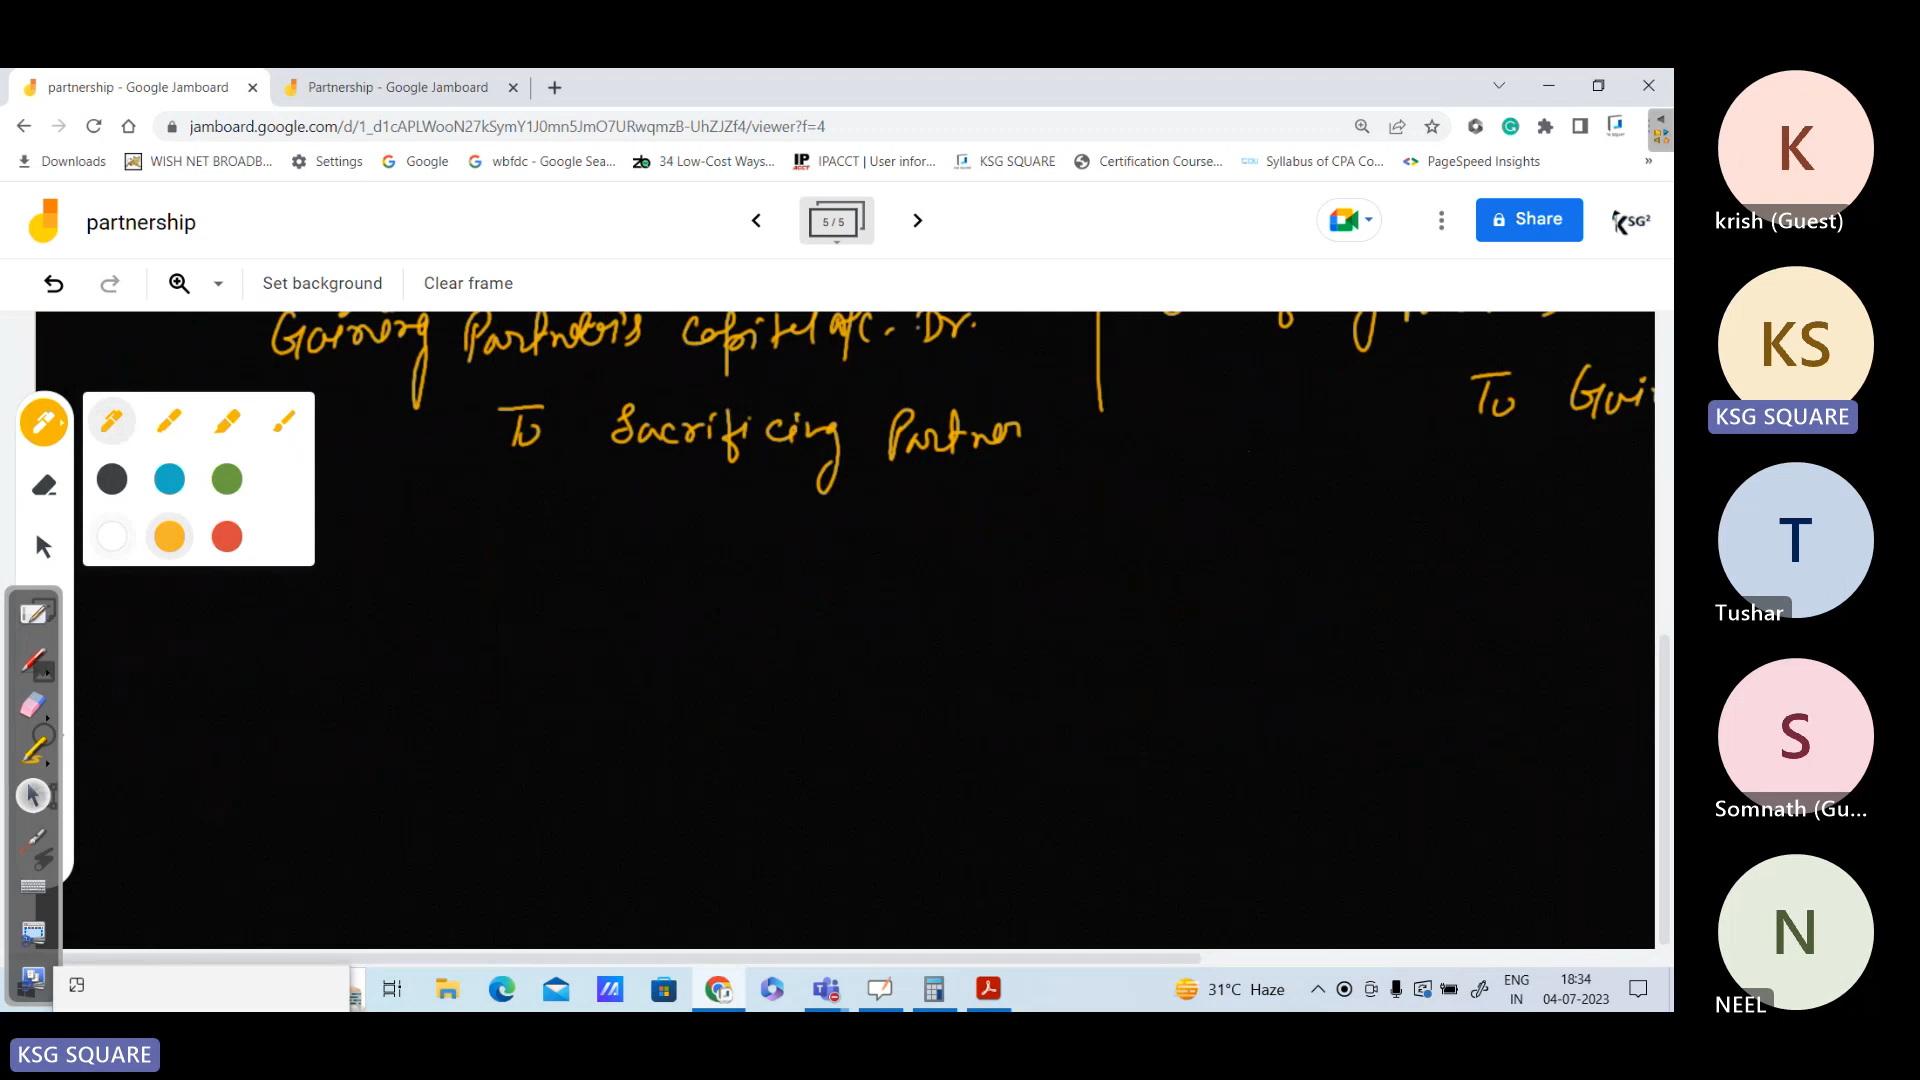 partnership - Google Jamboard
Partnership - Google Jamboard
jamboard.google.com/d/1_d1cAPLWooN27kSymY1J0mn5JmO7URwqmzB-UhZJZf4/viewer?f=4
Downloads
WISH NET BROADB...
Settings
Google
wbfdc - Google Sea...
34 Low-Cost Ways...
IPACCT | User infor...
KSG SQUARE
Certification Course...
Syllabus of CPA Co...
PageSpeed Insights
»
partnership
5 / 5
Share
KSG²
Set background
Clear frame
Gaining Partner's Capital A/c. Dr.
To Sacrificing Partner
To Gai
31°C Haze
ENG
IN
18:34
04-07-2023
K
krish (Guest)
KS
KSG SQUARE
T
Tushar
S
Somnath (Gu...
N
NEEL
KSG SQUARE